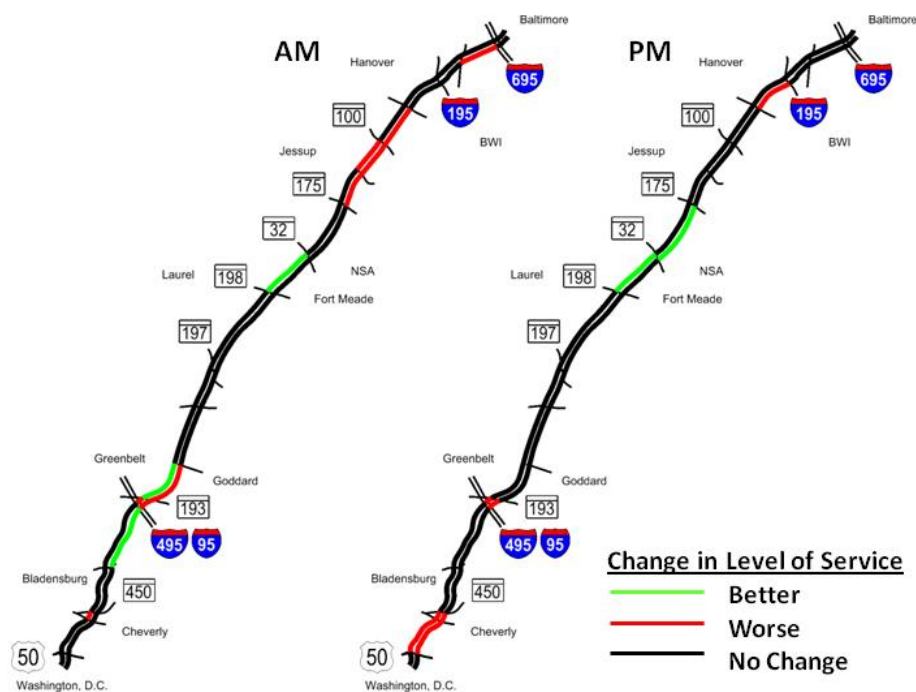 AM
Baltimore
Hanover
695
195
100
BWI
Jessup
175
32
NSA
Laurel
198
Fort Meade
197
Greenbelt
Goddard
193
495
95
Bladensburg
450
Cheverly
50
Washington, D.C.
PM
Baltimore
Hanover
695
195
100
BWI
Jessup
175
32
NSA
Laurel
198
Fort Meade
197
Greenbelt
Goddard
193
495
95
Bladensburg
450
Cheverly
50
Washington, D.C.
Change in Level of Service
Better
Worse
No Change